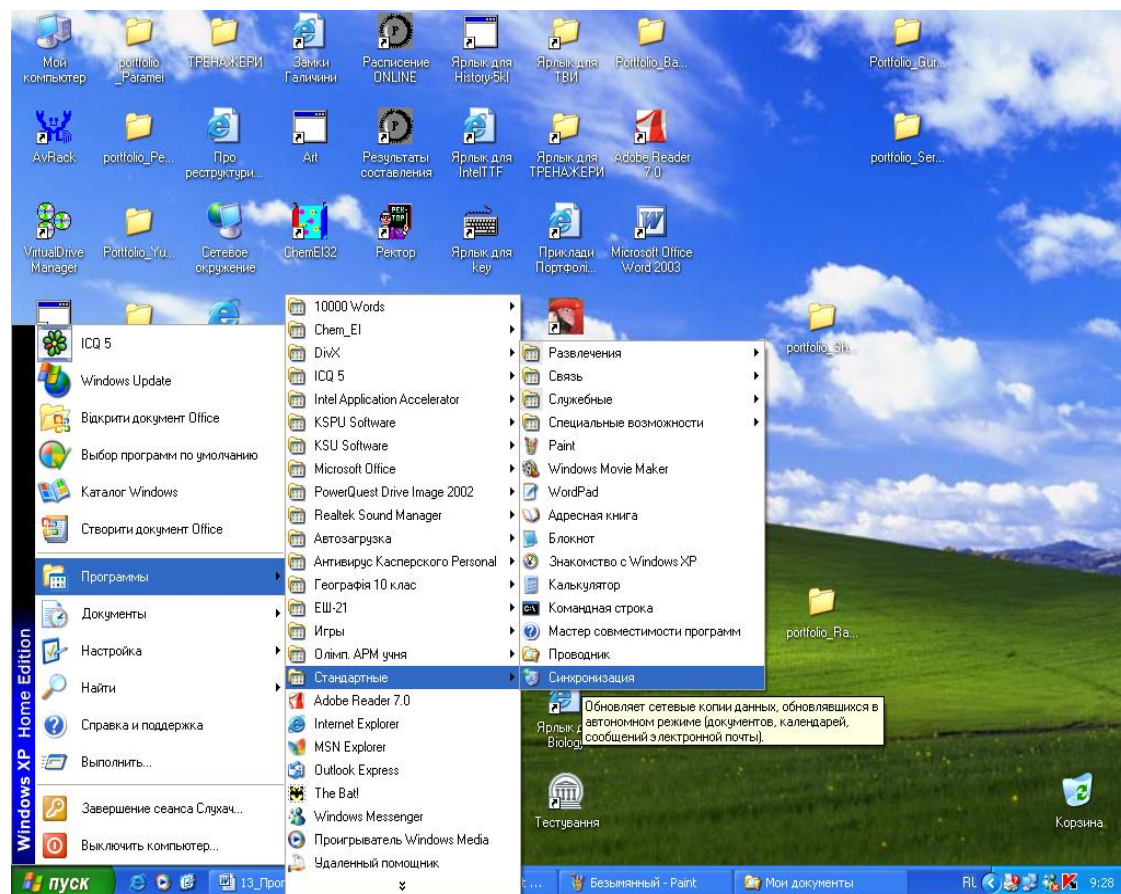 Мой
компьютер
portfolio
_Paramei
ТРЕНАЖЕРИ
Замки
Галичини
Расписение
ONLINE
Ярлык для
History-5kl
Ярлык для
ТВИ
Portfolio_Ba...
Portfolio_Gur...
AvRack
portfolio_Pe...
Про
реструктури...
Art
Результаты
составления
Ярлык для
IntelTTF
Ярлык для
ТРЕНАЖЕРИ
Adobe Reader
7.0
portfolio_Ser...
VirtualDrive
Manager
Portfolio_Yu...
Сетевое
окружение
ChemEl32
РЕК-
ТОР
Ректор
Ярлык для
key
Приклади
Портфолі...
Microsoft Office
Word 2003
portfolio_Sh...
portfolio_Ra...
Ярлык д
Biology
Тестування
Корзина
Windows XP Home Edition
ICQ 5
Windows Update
Відкрити документ Office
Выбор программ по умолчанию
Каталог Windows
Створити документ Office
Программы
Документы
Настройка
Найти
Справка и поддержка
Выполнить...
Завершение сеанса Слухач...
Выключить компьютер...
10000 Words
Chem_El
DivX
ICQ 5
Intel Application Accelerator
KSPU Software
KSU Software
Microsoft Office
PowerQuest Drive Image 2002
Realtek Sound Manager
Автозагрузка
Антивирус Касперского Personal
Географія 10 клас
ЕШ-21
Игры
Олімп. АРМ учня
Стандартные
Adobe Reader 7.0
Internet Explorer
MSN Explorer
Outlook Express
The Bat!
Windows Messenger
Проигрыватель Windows Media
Удаленный помощник
Развлечения
Связь
Служебные
Специальные возможности
Paint
Windows Movie Maker
WordPad
Адресная книга
Блокнот
Знакомство с Windows XP
Калькулятор
Командная строка
Мастер совместимости программ
Проводник
Синхронизация
Обновляет сетевые копии данных, обновлявшихся в
автономном режиме (документов, календарей,
сообщений электронной почты).
пуск
13_Прог
t ...
Безымянный - Paint
Мои документы
RL
9:28